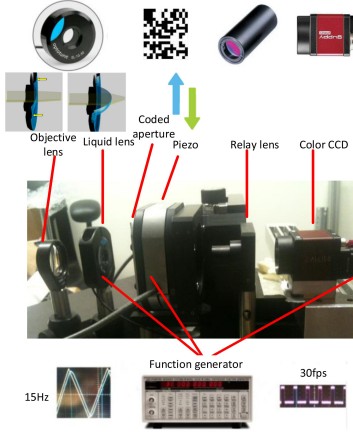 Objective
lens
Liquid lens
Coded
aperture
Piezo
Relay lens
Color CCD
Function generator
15Hz
30fps